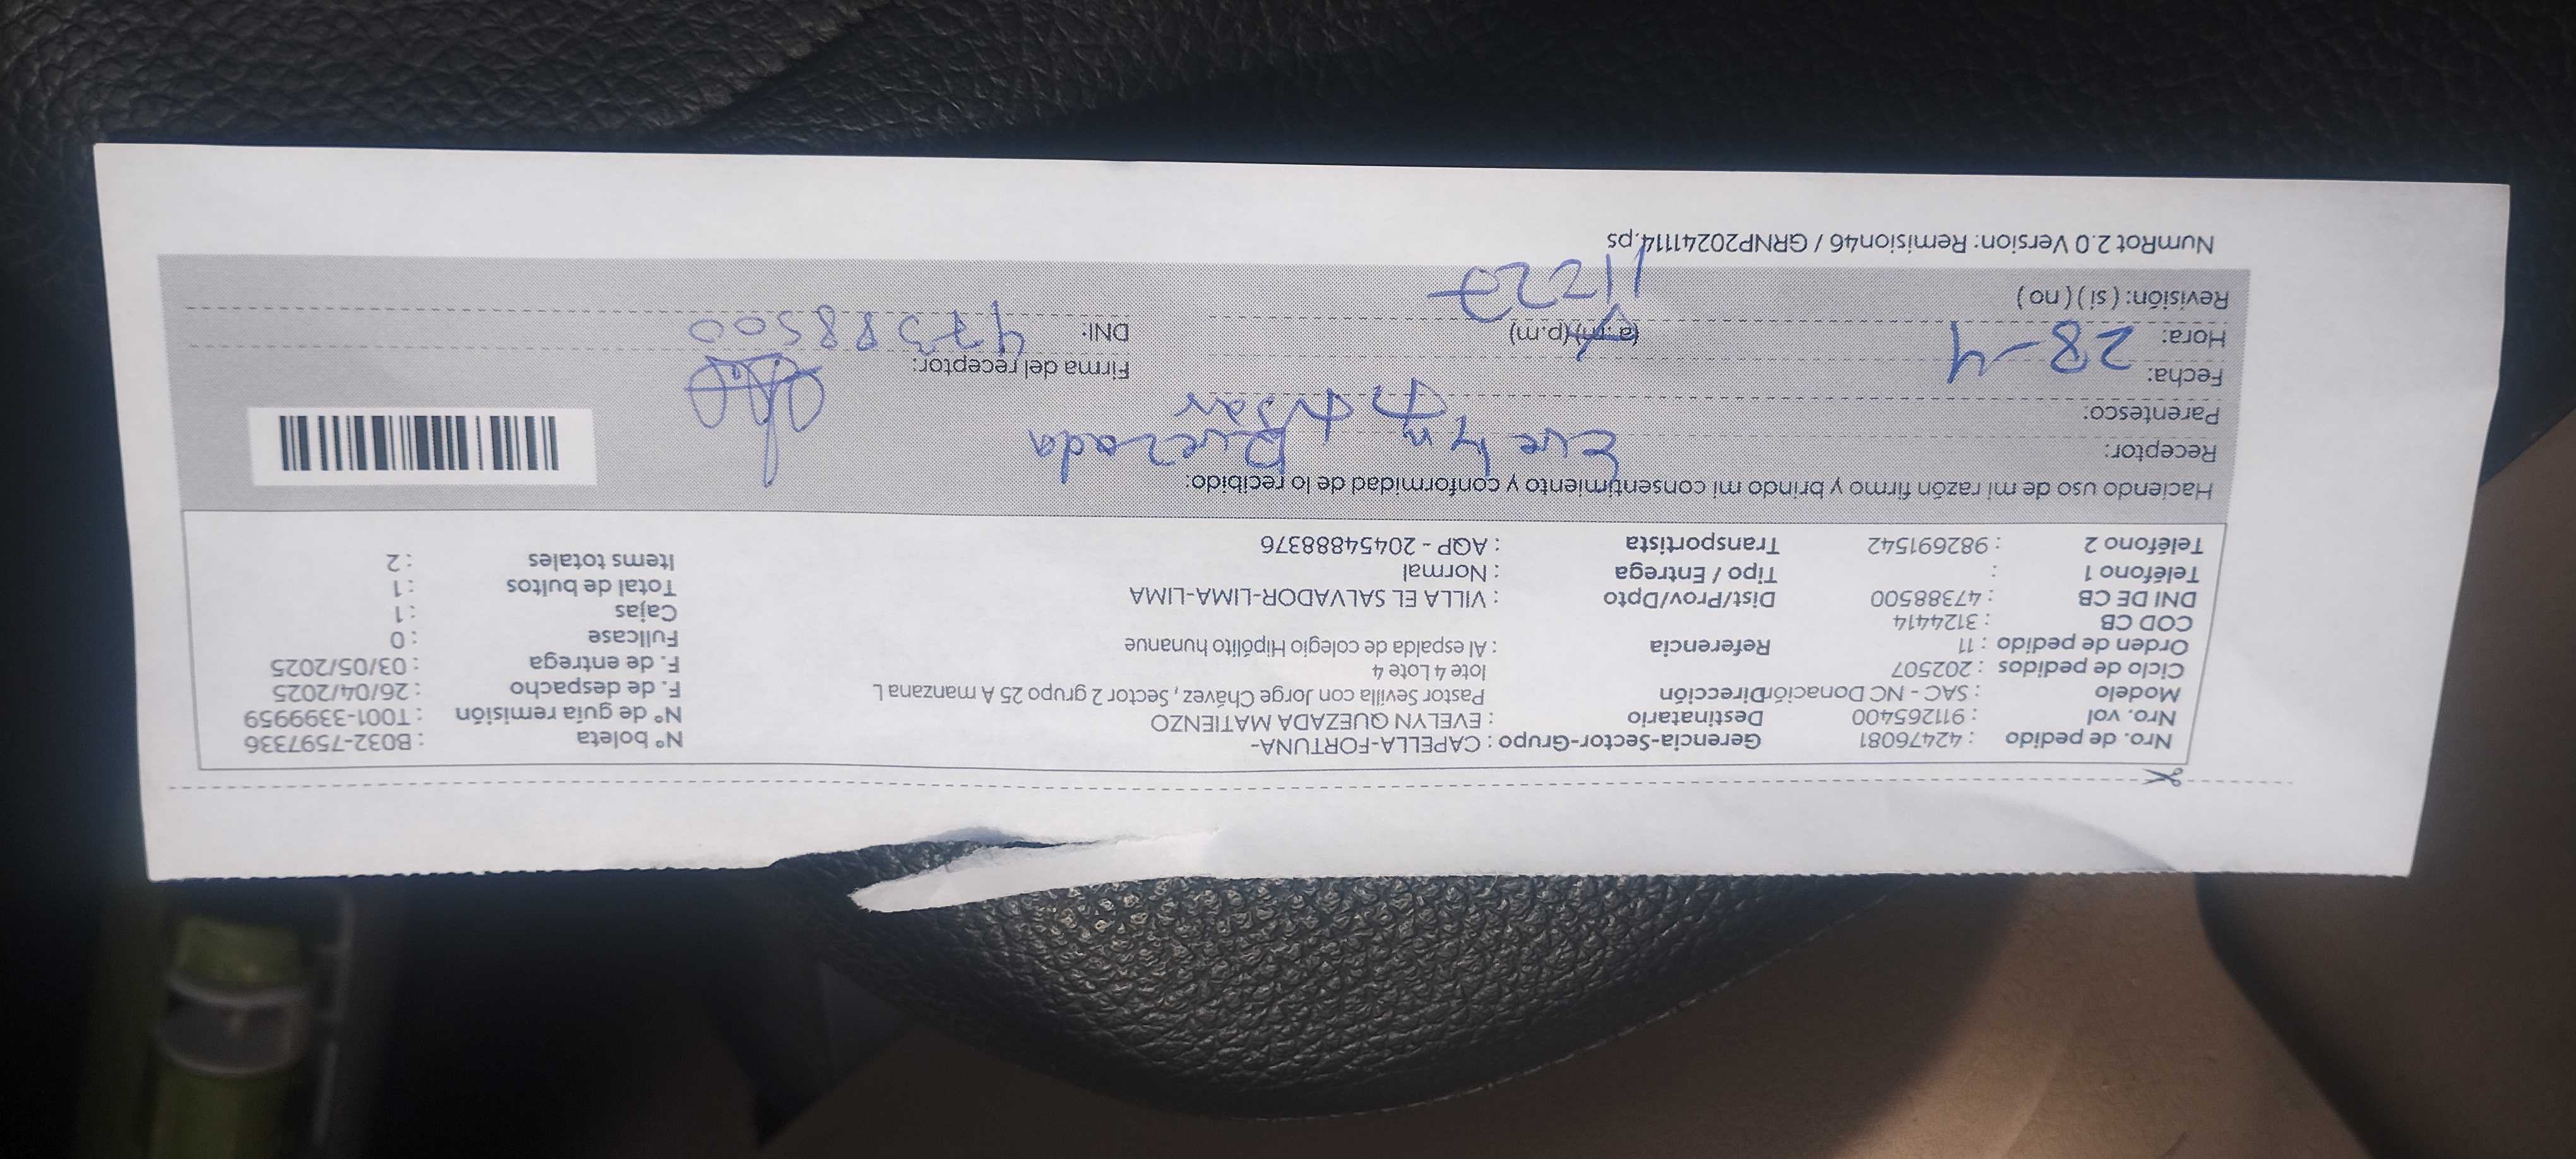 Nro. de pedido : 42476081 Gerencia-Sector-Grupo : CAPELLA-FORTUNA- N° boleta : B032-7597336
Nro. vol : 911265400 Destinatario : EVELYN QUEZADA MATIENZO N° de guía remisión : T001-3399959
Modelo : SAC - NC Donación Dirección Pastor Sevilla con Jorge Chávez, Sector 2 grupo 25 A manzana L F. de despacho : 26/04/2025
Ciclo de pedidos : 202507 lote 4 Lote 4 F. de entrega : 03/05/2025
Orden de pedido : 11 Referencia : Al espalda de colegio Hipólito hunanue Fullcase : 0
COD CB : 3124414 Cajas : 1
DNI DE CB : 47388500 Dist/Prov/Dpto : VILLA EL SALVADOR-LIMA-LIMA Total de bultos : 1
Teléfono 1 : Tipo / Entrega : Normal Items totales : 2
Teléfono 2 : 982691542 Transportista : AQP - 20454888376
Haciendo uso de mi razón firmo y brindo mi consentimiento y conformidad de lo recibido:
Receptor: Evelyn Quezada
Parentesco:
Fecha: 28-4 Firma del receptor:
Hora: (a.m)(p.m) DNI: 47388500
Revisión: ( si ) ( no )
NumRot 2.0 Version: Remision46 / GRNP20241114.ps